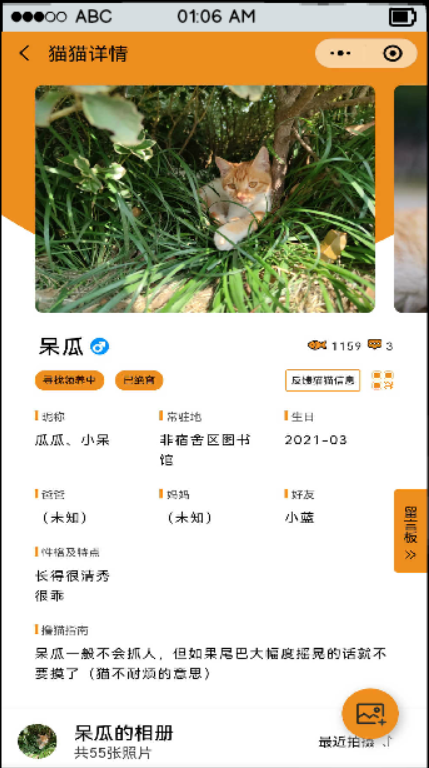 ABC 01:06 AM
猫猫详情
呆瓜 1159 3
寻找领养中 已绝育 反馈猫猫信息
昵称 常驻地 生日
瓜瓜、小呆 非宿舍区图书 2021-03
馆
爸爸 妈妈 好友
（未知） （未知） 小蓝
留言板
性格及特点
长得很清秀
很乖
撸猫指南
呆瓜一般不会抓人，但如果尾巴大幅度摇晃的话就不
要摸了（猫不耐烦的意思）
呆瓜的相册 最近拍摄
共55张照片